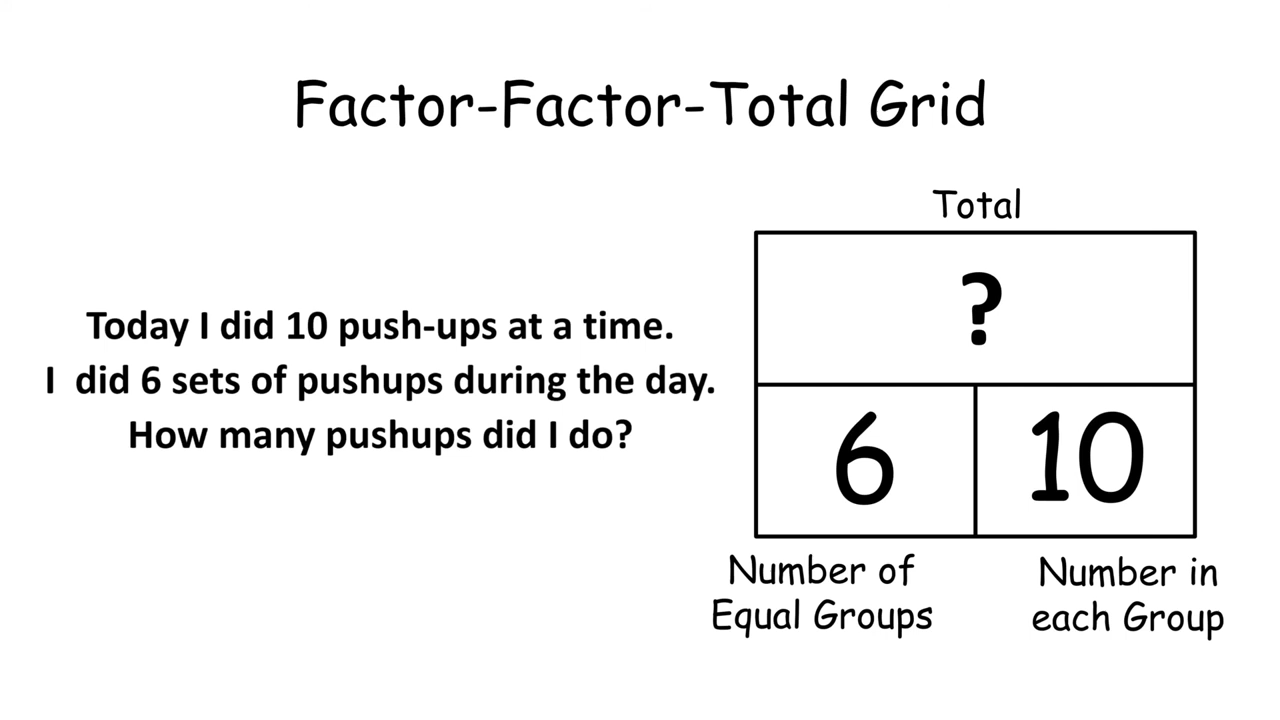 Factor-Factor-Total Grid
Today I did 10 push-ups at a time.
I did 6 sets of pushups during the day.
How many pushups did I do?
Total
?
6
10
Number of
Equal Groups
Number in
each Group